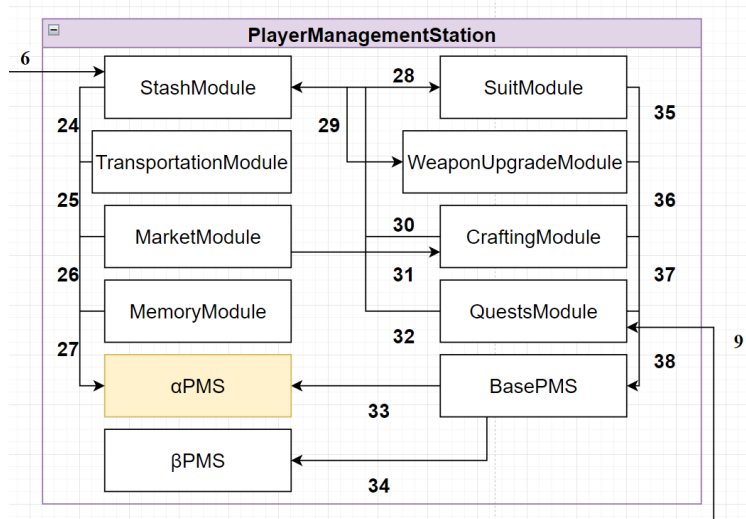 PlayerManagementStation
6
StashModule
28
SuitModule
24
29
35
TransportationModule
WeaponUpgradeModule
25
36
MarketModule
30
CraftingModule
26
31
37
MemoryModule
QuestsModule
32
9
27
38
αPMS
BasePMS
33
βPMS
34